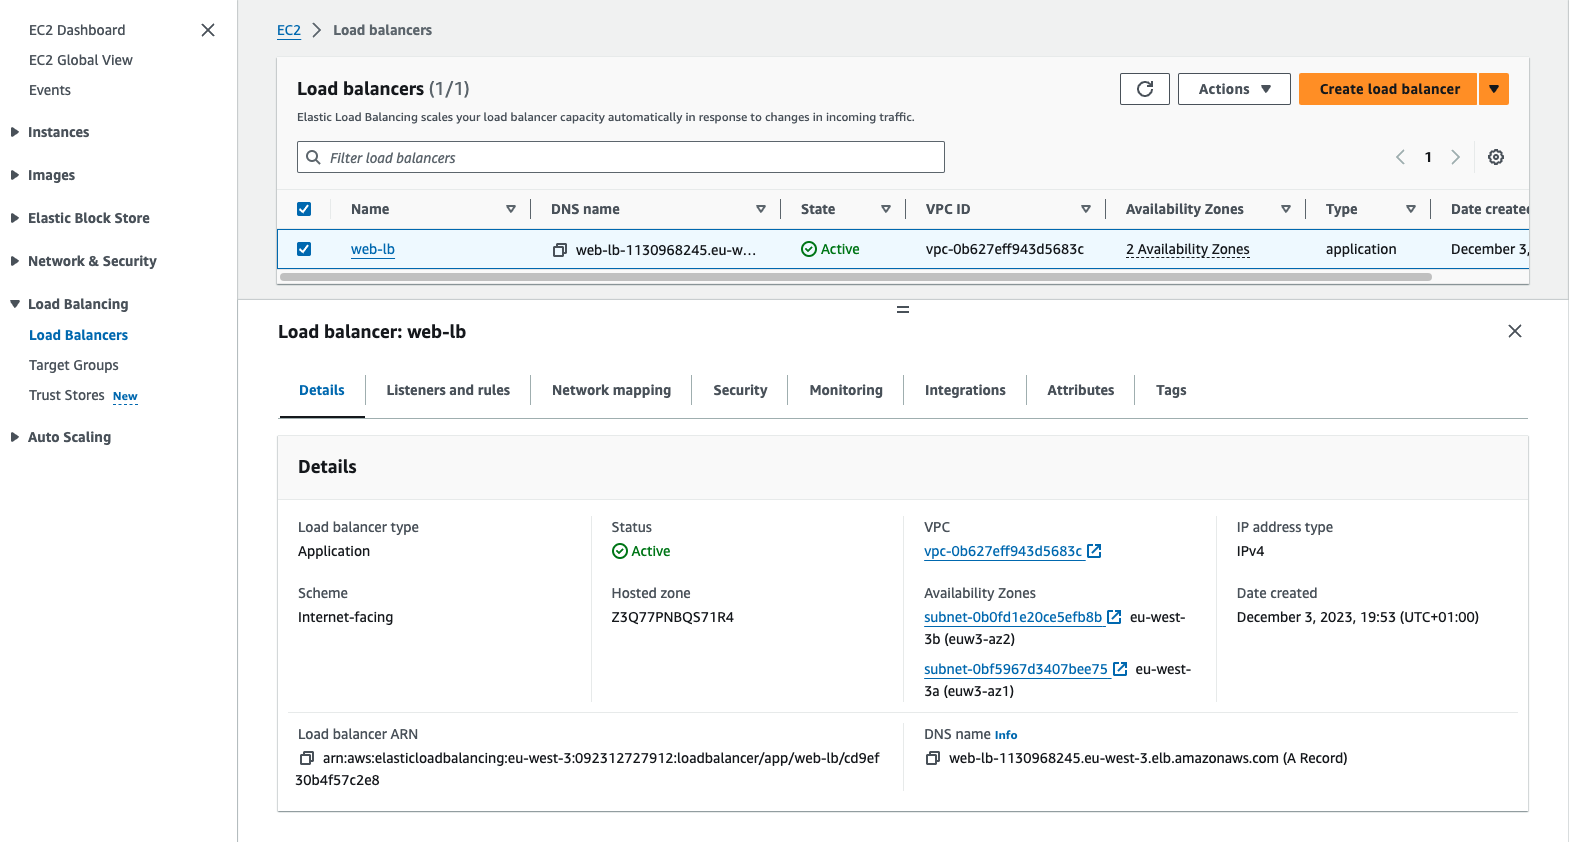 EC2 Dashboard
EC2 Global View
Events
Instances
Images
Elastic Block Store
Network & Security
Load Balancing
Load Balancers
Target Groups
Trust Stores New
Auto Scaling
EC2 > Load balancers
Load balancers (1/1)
Actions
Create load balancer
Elastic Load Balancing scales your load balancer capacity automatically in response to changes in incoming traffic.
Filter load balancers
1
Name DNS name State VPC ID Availability Zones Type Date created
web-lb web-lb-1130968245.eu-w... Active vpc-0b627eff943d5683c 2 Availability Zones application December 3,
Load balancer: web-lb
Details Listeners and rules Network mapping Security Monitoring Integrations Attributes Tags
Details
Load balancer type
Application
Scheme
Internet-facing
Status
Active
Hosted zone
Z3Q77PNBQS71R4
VPC
vpc-0b627eff943d5683c
Availability Zones
subnet-0b0fd1e20ce5efb8b eu-west-
3b (euw3-az2)
subnet-0bf5967d3407bee75 eu-west-
3a (euw3-az1)
IP address type
IPv4
Date created
December 3, 2023, 19:53 (UTC+01:00)
Load balancer ARN
arn:aws:elasticloadbalancing:eu-west-3:092312727912:loadbalancer/app/web-lb/cd9ef
30b4f57c2e8
DNS name Info
web-lb-1130968245.eu-west-3.elb.amazonaws.com (A Record)